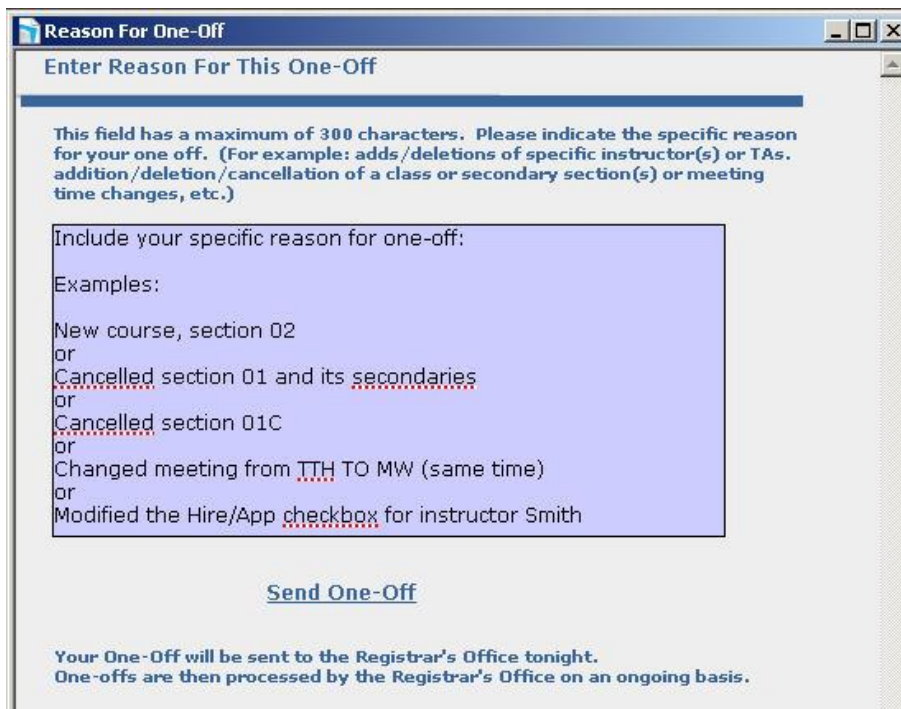 Reason For One-Off
Enter Reason For This One-Off
This field has a maximum of 300 characters. Please indicate the specific reason
for your one off. (For example: adds/deletions of specific instructor(s) or TAs.
addition/deletion/cancellation of a class or secondary section(s) or meeting
time changes, etc.)
Include your specific reason for one-off:
Examples:
New course, section 02
or
Cancelled section 01 and its secondaries
or
Cancelled section 01C
or
Changed meeting from TTH TO MW (same time)
or
Modified the Hire/App checkbox for instructor Smith
Send One-Off
Your One-Off will be sent to the Registrar's Office tonight.
One-offs are then processed by the Registrar's Office on an ongoing basis.